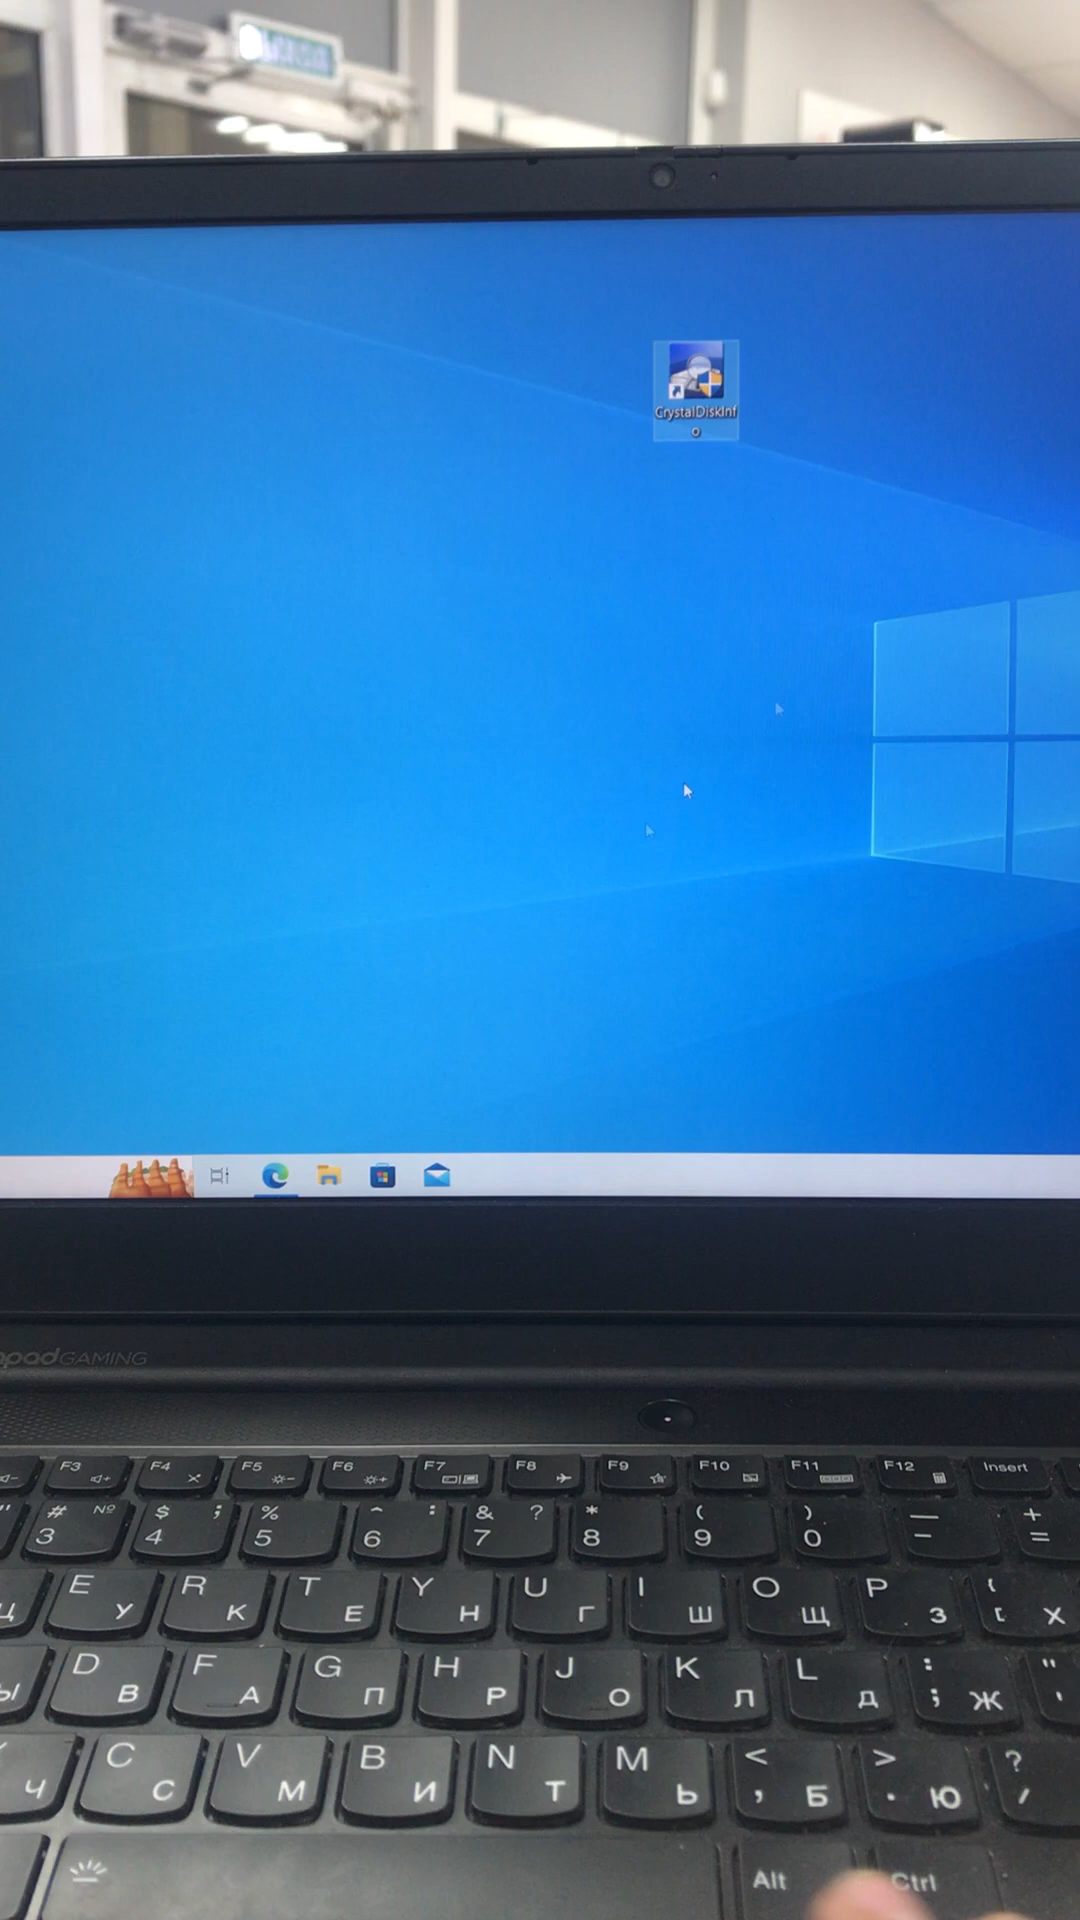 CrystalDiskInf
o
padGAMING
F3 F4 F5 F6 F7 F8 F9 F10 F11 F12 Insert
# № $ ; % ^ : & ? * ( ) — +
3 4 5 6 7 8 9 0 - =
E R T Y U I O P {
Ц У К Е Н Г Ш Щ З [ Х
D F G H J K L : "
Ы В А П Р О Л Д ; Ж '
C V B N M < > ?
Ч С М И Т Ь , Б . Ю /
Alt Ctrl